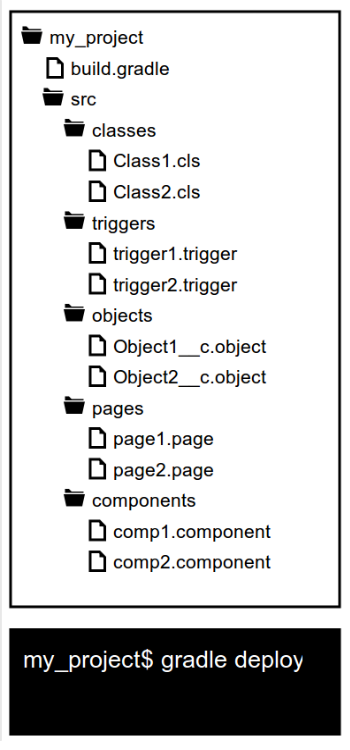 my_project
build.gradle
src
classes
Class1.cls
Class2.cls
triggers
trigger1.trigger
trigger2.trigger
objects
Object1__c.object
Object2__c.object
pages
page1.page
page2.page
components
comp1.component
comp2.component
my_project$ gradle deploy